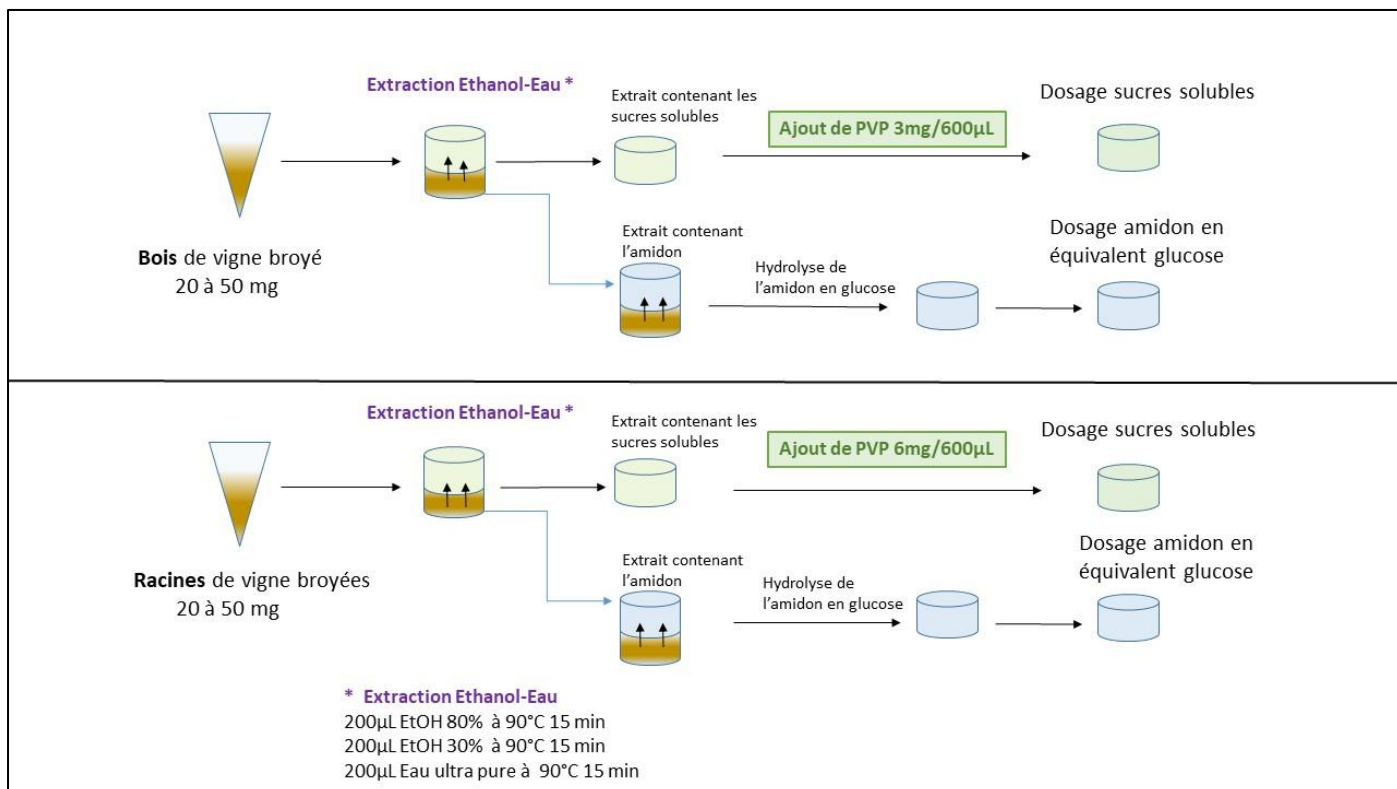 Extraction Ethanol-Eau *
Extrait contenant les
sucres solubles
Ajout de PVP 3mg/600µL
Dosage sucres solubles
Bois de vigne broyé
20 à 50 mg
Extrait contenant
l'amidon
Hydrolyse de
l'amidon en glucose
Dosage amidon en
équivalent glucose
Extraction Ethanol-Eau *
Extrait contenant les
sucres solubles
Ajout de PVP 6mg/600µL
Dosage sucres solubles
Racines de vigne broyées
20 à 50 mg
Extrait contenant
l'amidon
Hydrolyse de
l'amidon en glucose
Dosage amidon en
équivalent glucose
* Extraction Ethanol-Eau
200µL EtOH 80% à 90°C 15 min
200µL EtOH 30% à 90°C 15 min
200µL Eau ultra pure à 90°C 15 min